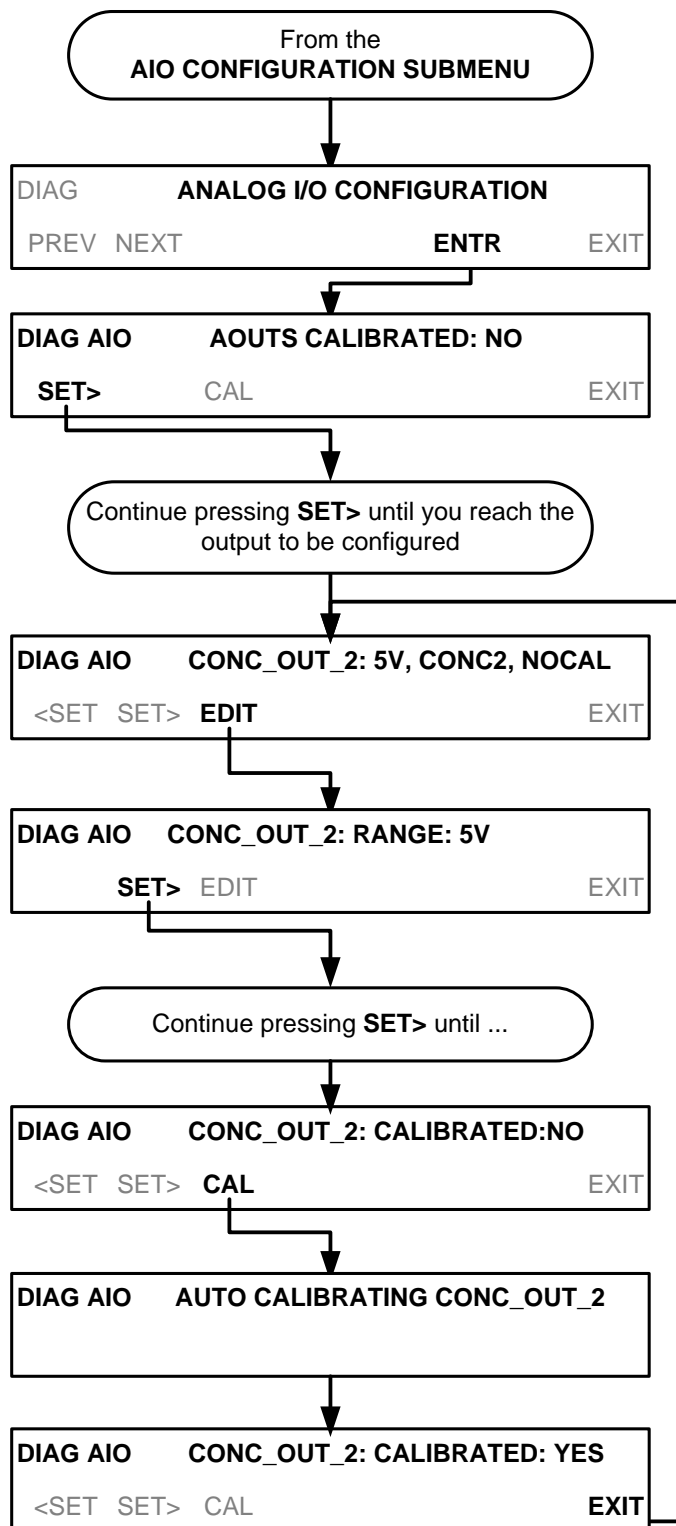 From the
AIO CONFIGURATION SUBMENU
DIAG ANALOG I/O CONFIGURATION
PREV NEXT ENTR EXIT
DIAG AIO AOUTS CALIBRATED: NO
SET> CAL EXIT
Continue pressing SET> until you reach the
output to be configured
DIAG AIO CONC_OUT_2: 5V, CONC2, NOCAL
<SET SET> EDIT EXIT
DIAG AIO CONC_OUT_2: RANGE: 5V
SET> EDIT EXIT
Continue pressing SET> until ...
DIAG AIO CONC_OUT_2: CALIBRATED:NO
<SET SET> CAL EXIT
DIAG AIO AUTO CALIBRATING CONC_OUT_2
DIAG AIO CONC_OUT_2: CALIBRATED: YES
<SET SET> CAL EXIT